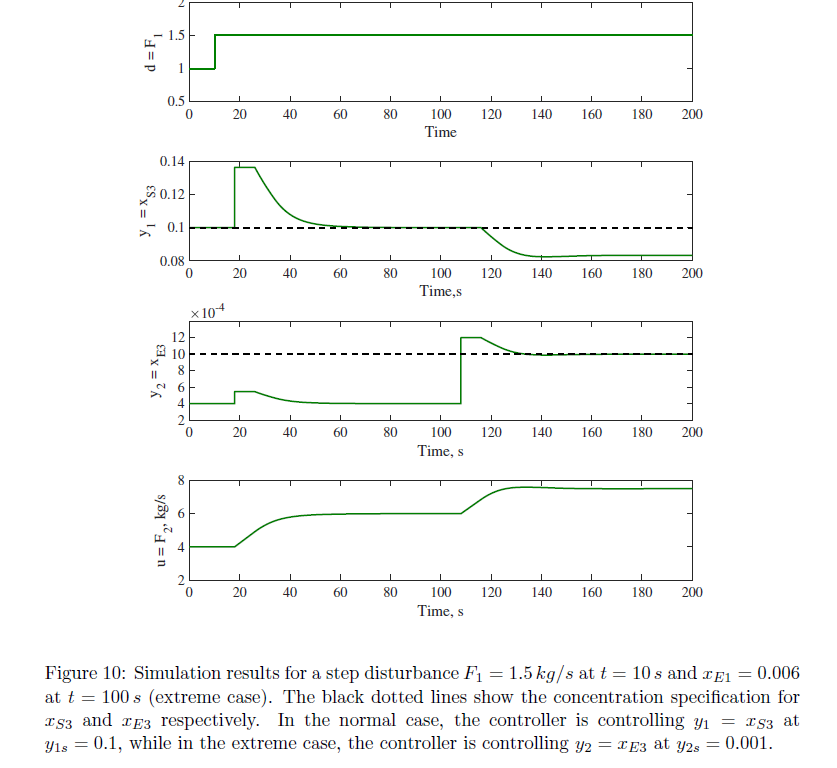 2
1.5
1
0.5
d = F1
0 20 40 60 80 100 120 140 160 180 200
Time
0.14
0.12
0.1
0.08
y1 = xS3
0 20 40 60 80 100 120 140 160 180 200
Time,s
×10-4
12
10
8
6
4
2
y2 = xE3
0 20 40 60 80 100 120 140 160 180 200
Time, s
8
6
4
2
u = F2, kg/s
0 20 40 60 80 100 120 140 160 180 200
Time, s
Figure 10: Simulation results for a step disturbance F1 = 1.5 kg/s at t = 10 s and xE1 = 0.006
at t = 100 s (extreme case). The black dotted lines show the concentration specification for
xS3 and xE3 respectively. In the normal case, the controller is controlling y1 = xS3 at
y1s = 0.1, while in the extreme case, the controller is controlling y2 = xE3 at y2s = 0.001.